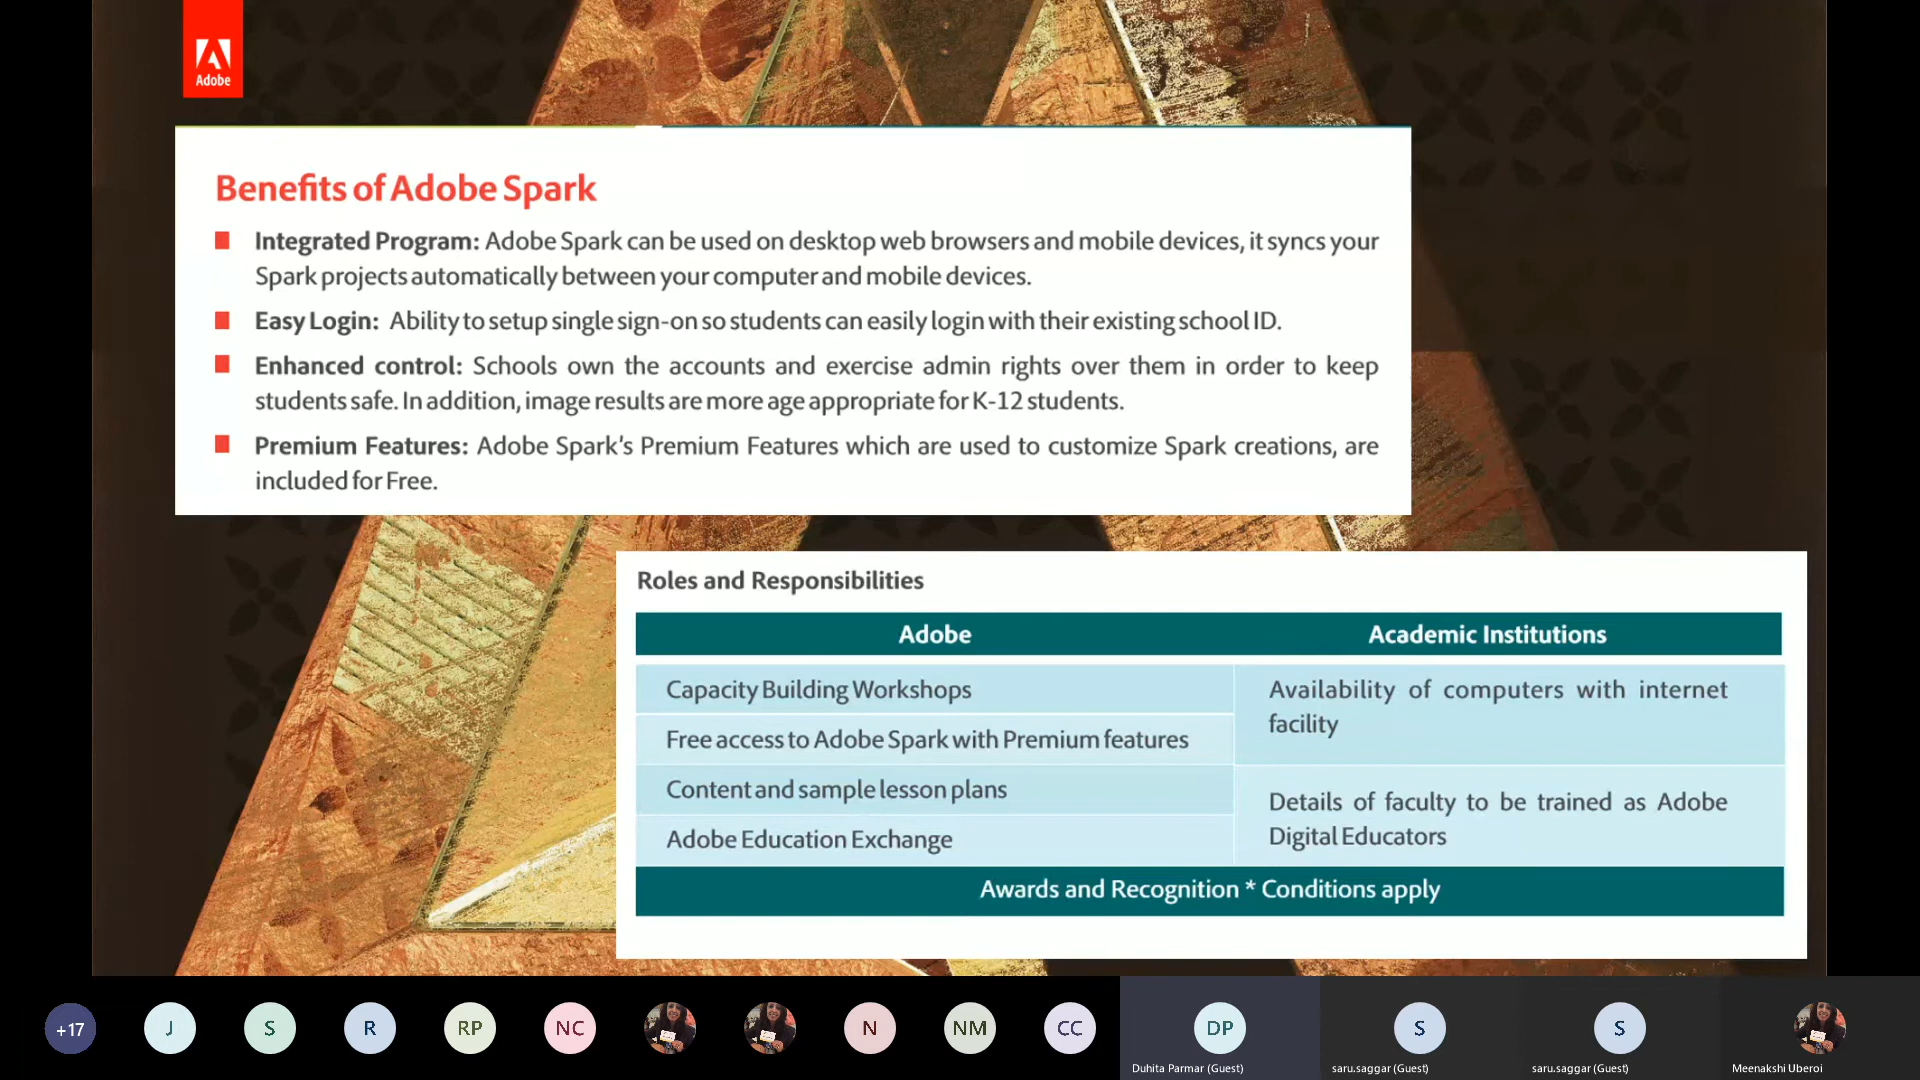 Adobe
Benefits of Adobe Spark
Integrated Program: Adobe Spark can be used on desktop web browsers and mobile devices, it syncs your
Spark projects automatically between your computer and mobile devices.
Easy Login: Ability to setup single sign-on so students can easily login with their existing school ID.
Enhanced control: Schools own the accounts and exercise admin rights over them in order to keep
students safe. In addition, image results are more age appropriate for K-12 students.
Premium Features: Adobe Spark's Premium Features which are used to customize Spark creations, are
included for Free.
Roles and Responsibilities
Adobe
Academic Institutions
Capacity Building Workshops
Free access to Adobe Spark with Premium features
Content and sample lesson plans
Adobe Education Exchange
Availability of computers with internet
facility
Details of faculty to be trained as Adobe
Digital Educators
Awards and Recognition * Conditions apply
+17
J
S
R
RP
NC
N
NM
CC
DP
S
S
Duhita Parmar (Guest)
saru.saggar (Guest)
saru.saggar (Guest)
Meenakshi Uberoi